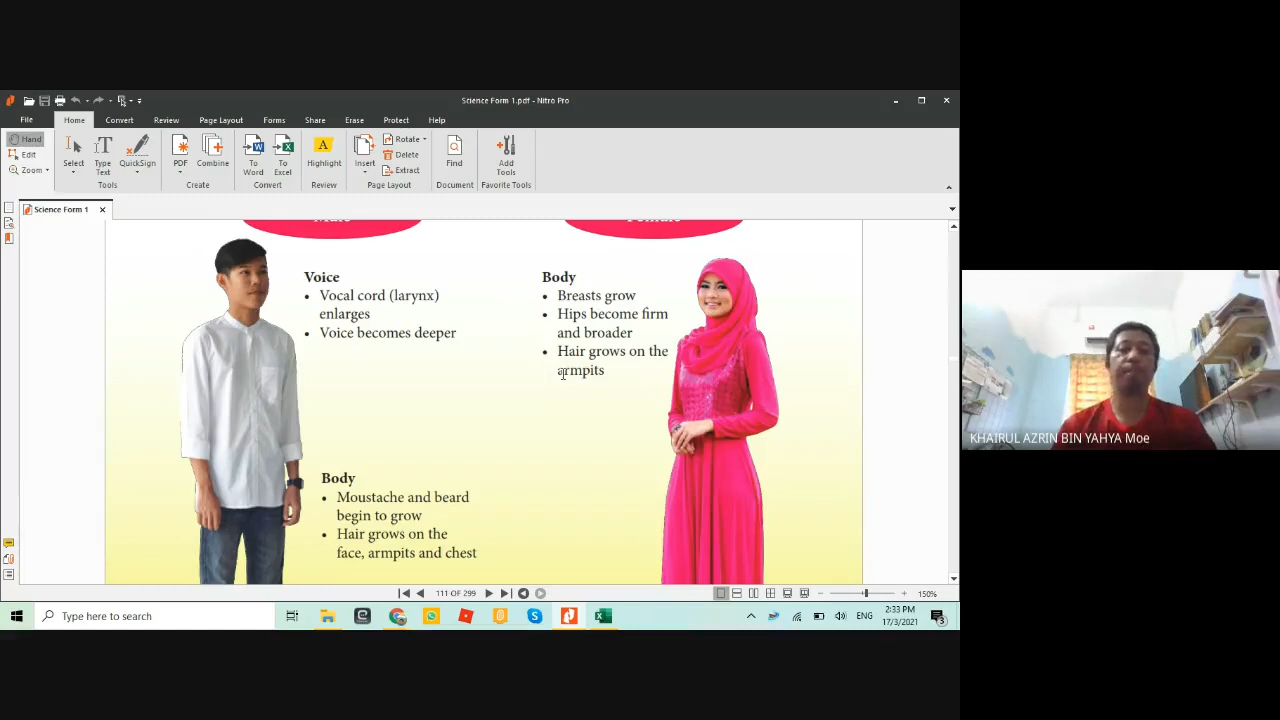 Science Form 1.pdf - Nitro Pro
File Home Convert Review Page Layout Forms Share Erase Protect Help
Hand
Edit
Zoom
Select
Type Text
QuickSign
Tools
PDF
Combine
Create
To Word
To Excel
Convert
Highlight
Review
Insert
Rotate
Delete
Extract
Page Layout
Find
Document
Add Tools
Favorite Tools
Science Form 1
Voice
• Vocal cord (larynx)
enlarges
• Voice becomes deeper
Body
• Breasts grow
• Hips become firm
and broader
• Hair grows on the
armpits
Body
• Moustache and beard
begin to grow
• Hair grows on the
face, armpits and chest
KHAIRUL AZRIN BIN YAHYA Moe
111 OF 299
150%
Type here to search
ENG
2:33 PM
17/3/2021
3